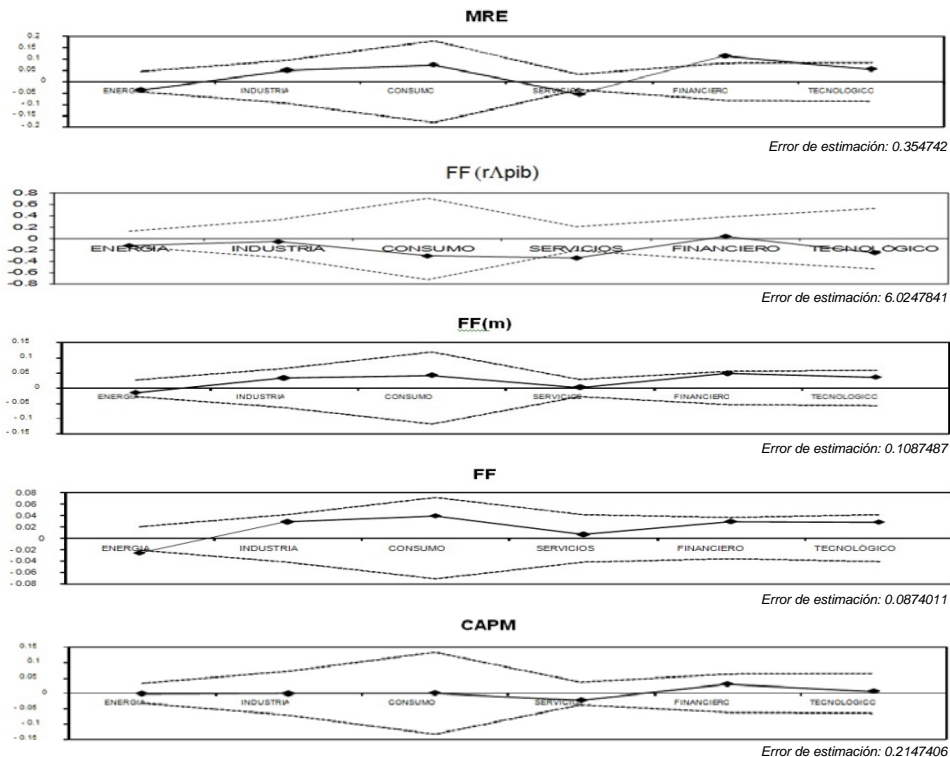 MRE
0.2
0.15
0.1
0.05
0
- 0.05
- 0.1
- 0.15
- 0.2
ENERGIA INDUSTRIA CONSUMO SERVICIOS FINANCIERO TECNOLÓGICO
Error de estimación: 0.354742
FF (rΛpib)
0.8
0.6
0.4
0.2
0
-0.2
-0.4
-0.6
-0.8
ENERGIA INDUSTRIA CONSUMO SERVICIOS FINANCIERO TECNOLÓGICO
Error de estimación: 6.0247841
FF(m)
0.15
0.1
0.05
0
- 0.05
- 0.1
- 0.15
ENERGIA INDUSTRIA CONSUMO SERVICIOS FINANCIERO TECNOLÓGICO
Error de estimación: 0.1087487
FF
0.08
0.06
0.04
0.02
0
- 0.02
- 0.04
- 0.06
- 0.08
ENERGIA INDUSTRIA CONSUMO SERVICIOS FINANCIERO TECNOLÓGICO
Error de estimación: 0.0874011
CAPM
0.15
0.1
0.05
0
- 0.05
- 0.1
- 0.15
ENERGIA INDUSTRIA CONSUMO SERVICIOS FINANCIERO TECNOLÓGICO
Error de estimación: 0.2147406